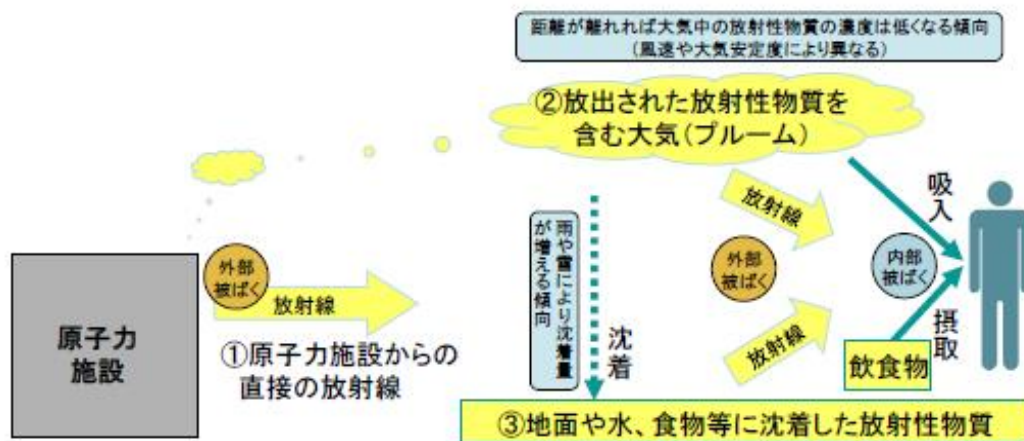 距離が離れれば大気中の放射性物質の濃度は低くなる傾向
(風速や大気安定度により異なる)
②放出された放射性物質を
含む大気(プルーム)
放射線
吸入
外部
被ばく
放射線
原子力
施設
①原子力施設からの
直接の放射線
雨や雪により沈着量
が増える傾向
沈着
外部
被ばく
内部
被ばく
放射線
摂取
飲食物
③地面や水、食物等に沈着した放射性物質